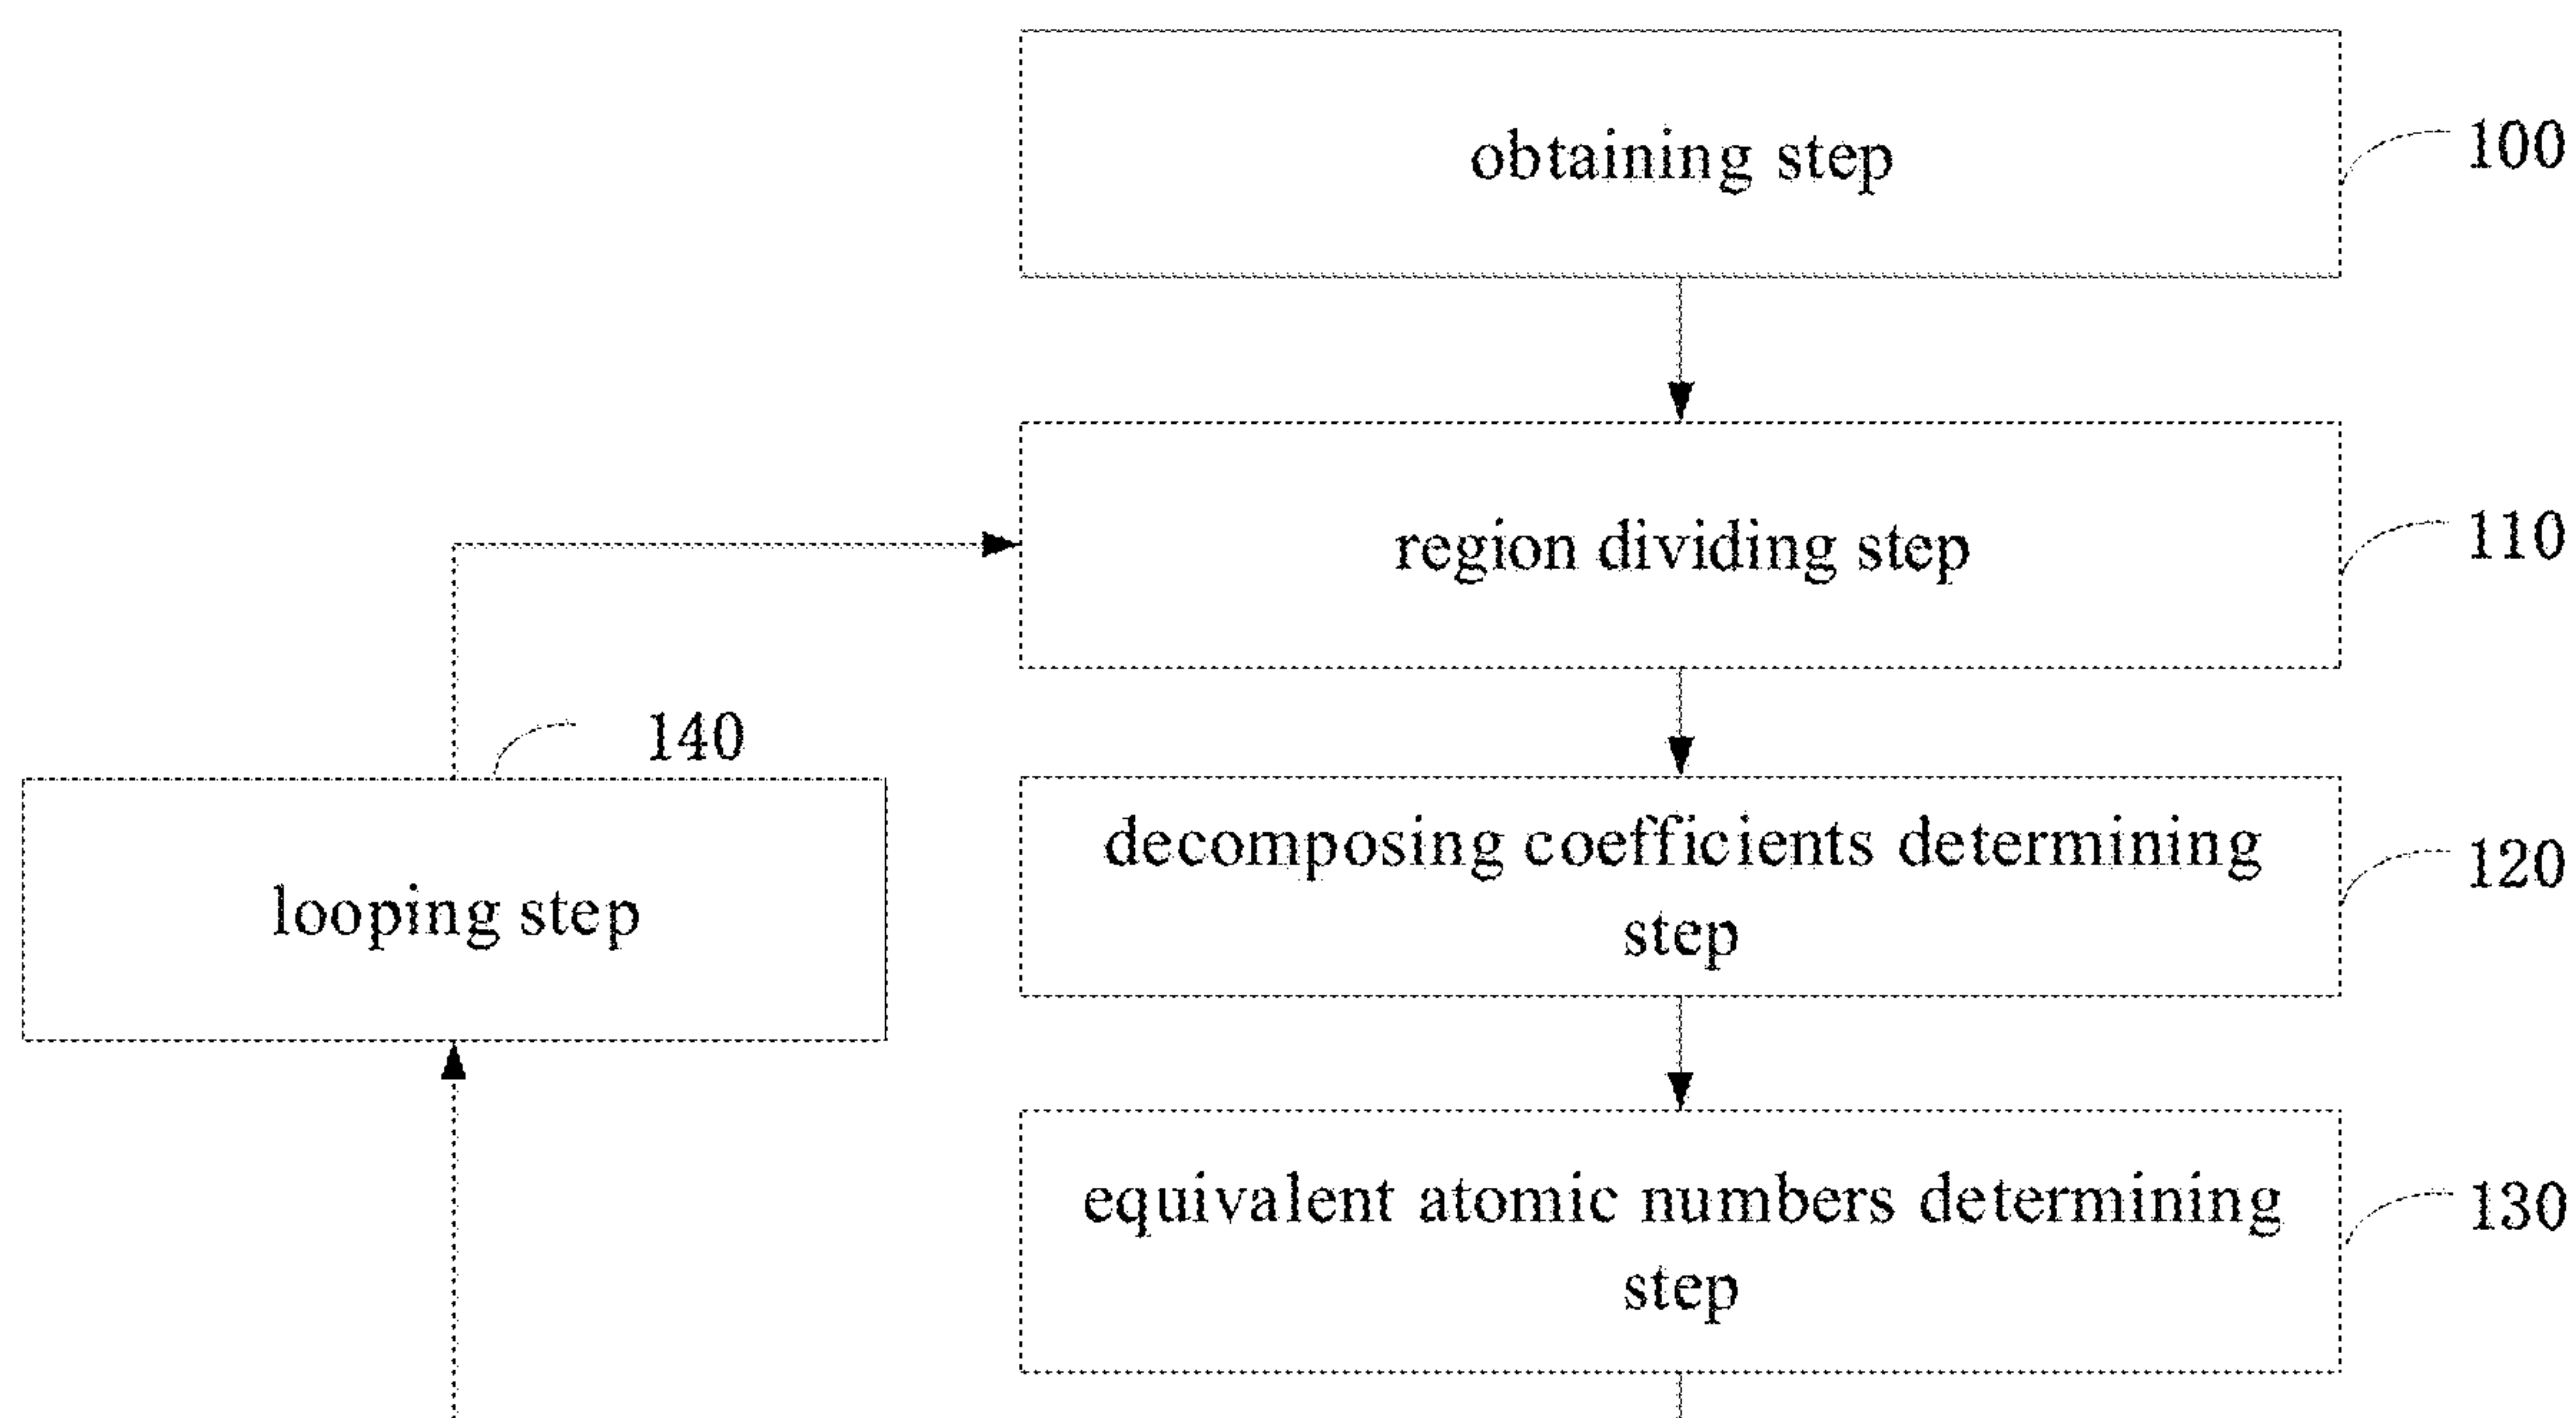 obtaining step
100
region dividing step
110
140
looping step
decomposing coefficients determining
step
120
equivalent atomic numbers determining
step
130